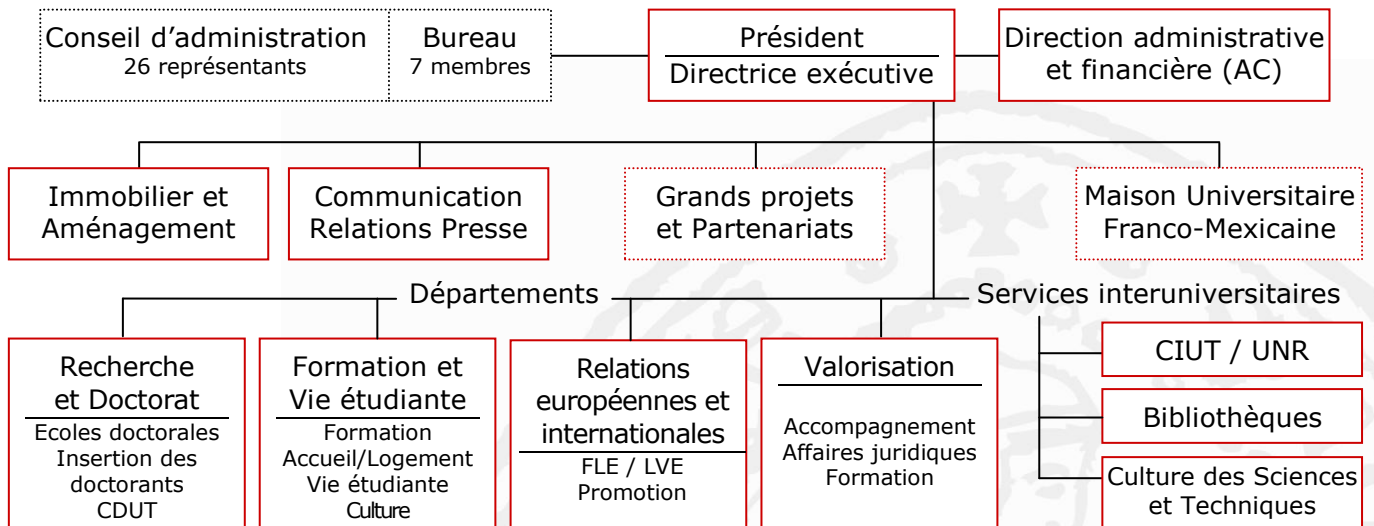 Conseil d’administration
26 représentants
Bureau
7 membres
Président
Directrice exécutive
Direction administrative
et financière (AC)
Immobilier et
Aménagement
Communication
Relations Presse
Grands projets
et Partenariats
Maison Universitaire
Franco-Mexicaine
Départements
Services interuniversitaires
Recherche
et Doctorat
Ecoles doctorales
Insertion des
doctorants
CDUT
Formation et
Vie étudiante
Formation
Accueil/Logement
Vie étudiante
Culture
Relations
européennes et
internationales
FLE / LVE
Promotion
Valorisation
Accompagnement
Affaires juridiques
Formation
CIUT / UNR
Bibliothèques
Culture des Sciences
et Techniques